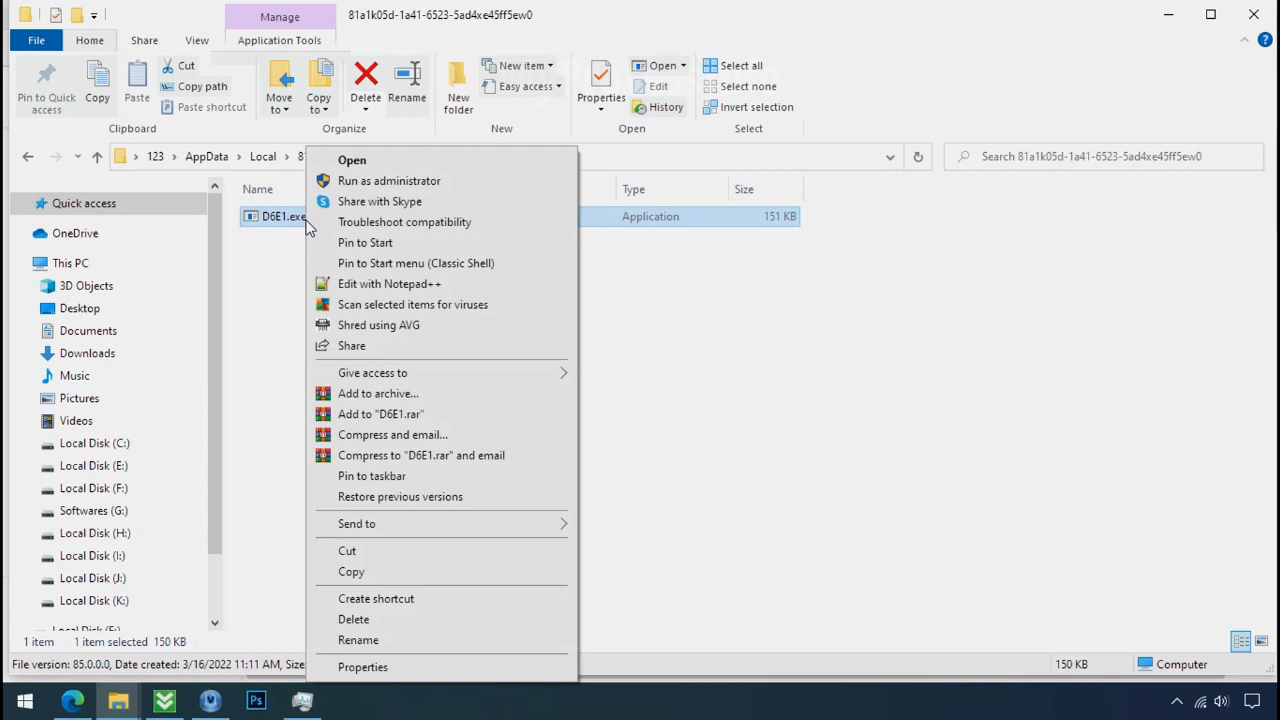 Manage
81a1k05d-1a41-6523-5ad4xe45ff5ew0
File
Home
Share
View
Application Tools
Pin to Quick access
Copy
Paste
Cut
Copy path
Paste shortcut
Clipboard
Move to
Copy to
Delete
Rename
Organize
New folder
New item
Easy access
New
Properties
Open
Edit
History
Open
Select all
Select none
Invert selection
Select
123
AppData
Local
Search 81a1k05d-1a41-6523-5ad4xe45ff5ew0
Name
Type
Size
D6E1.exe
Application
151 KB
Quick access
OneDrive
This PC
3D Objects
Desktop
Documents
Downloads
Music
Pictures
Videos
Local Disk (C:)
Local Disk (E:)
Local Disk (F:)
Softwares (G:)
Local Disk (H:)
Local Disk (I:)
Local Disk (J:)
Local Disk (K:)
Open
Run as administrator
Share with Skype
Troubleshoot compatibility
Pin to Start
Pin to Start menu (Classic Shell)
Edit with Notepad++
Scan selected items for viruses
Shred using AVG
Share
Give access to
Add to archive...
Add to "D6E1.rar"
Compress and email...
Compress to "D6E1.rar" and email
Pin to taskbar
Restore previous versions
Send to
Cut
Copy
Create shortcut
Delete
Rename
Properties
1 item
1 item selected 150 KB
File version: 85.0.0.0, Date created: 3/16/2022 11:11 AM, Size
150 KB
Computer
Ps